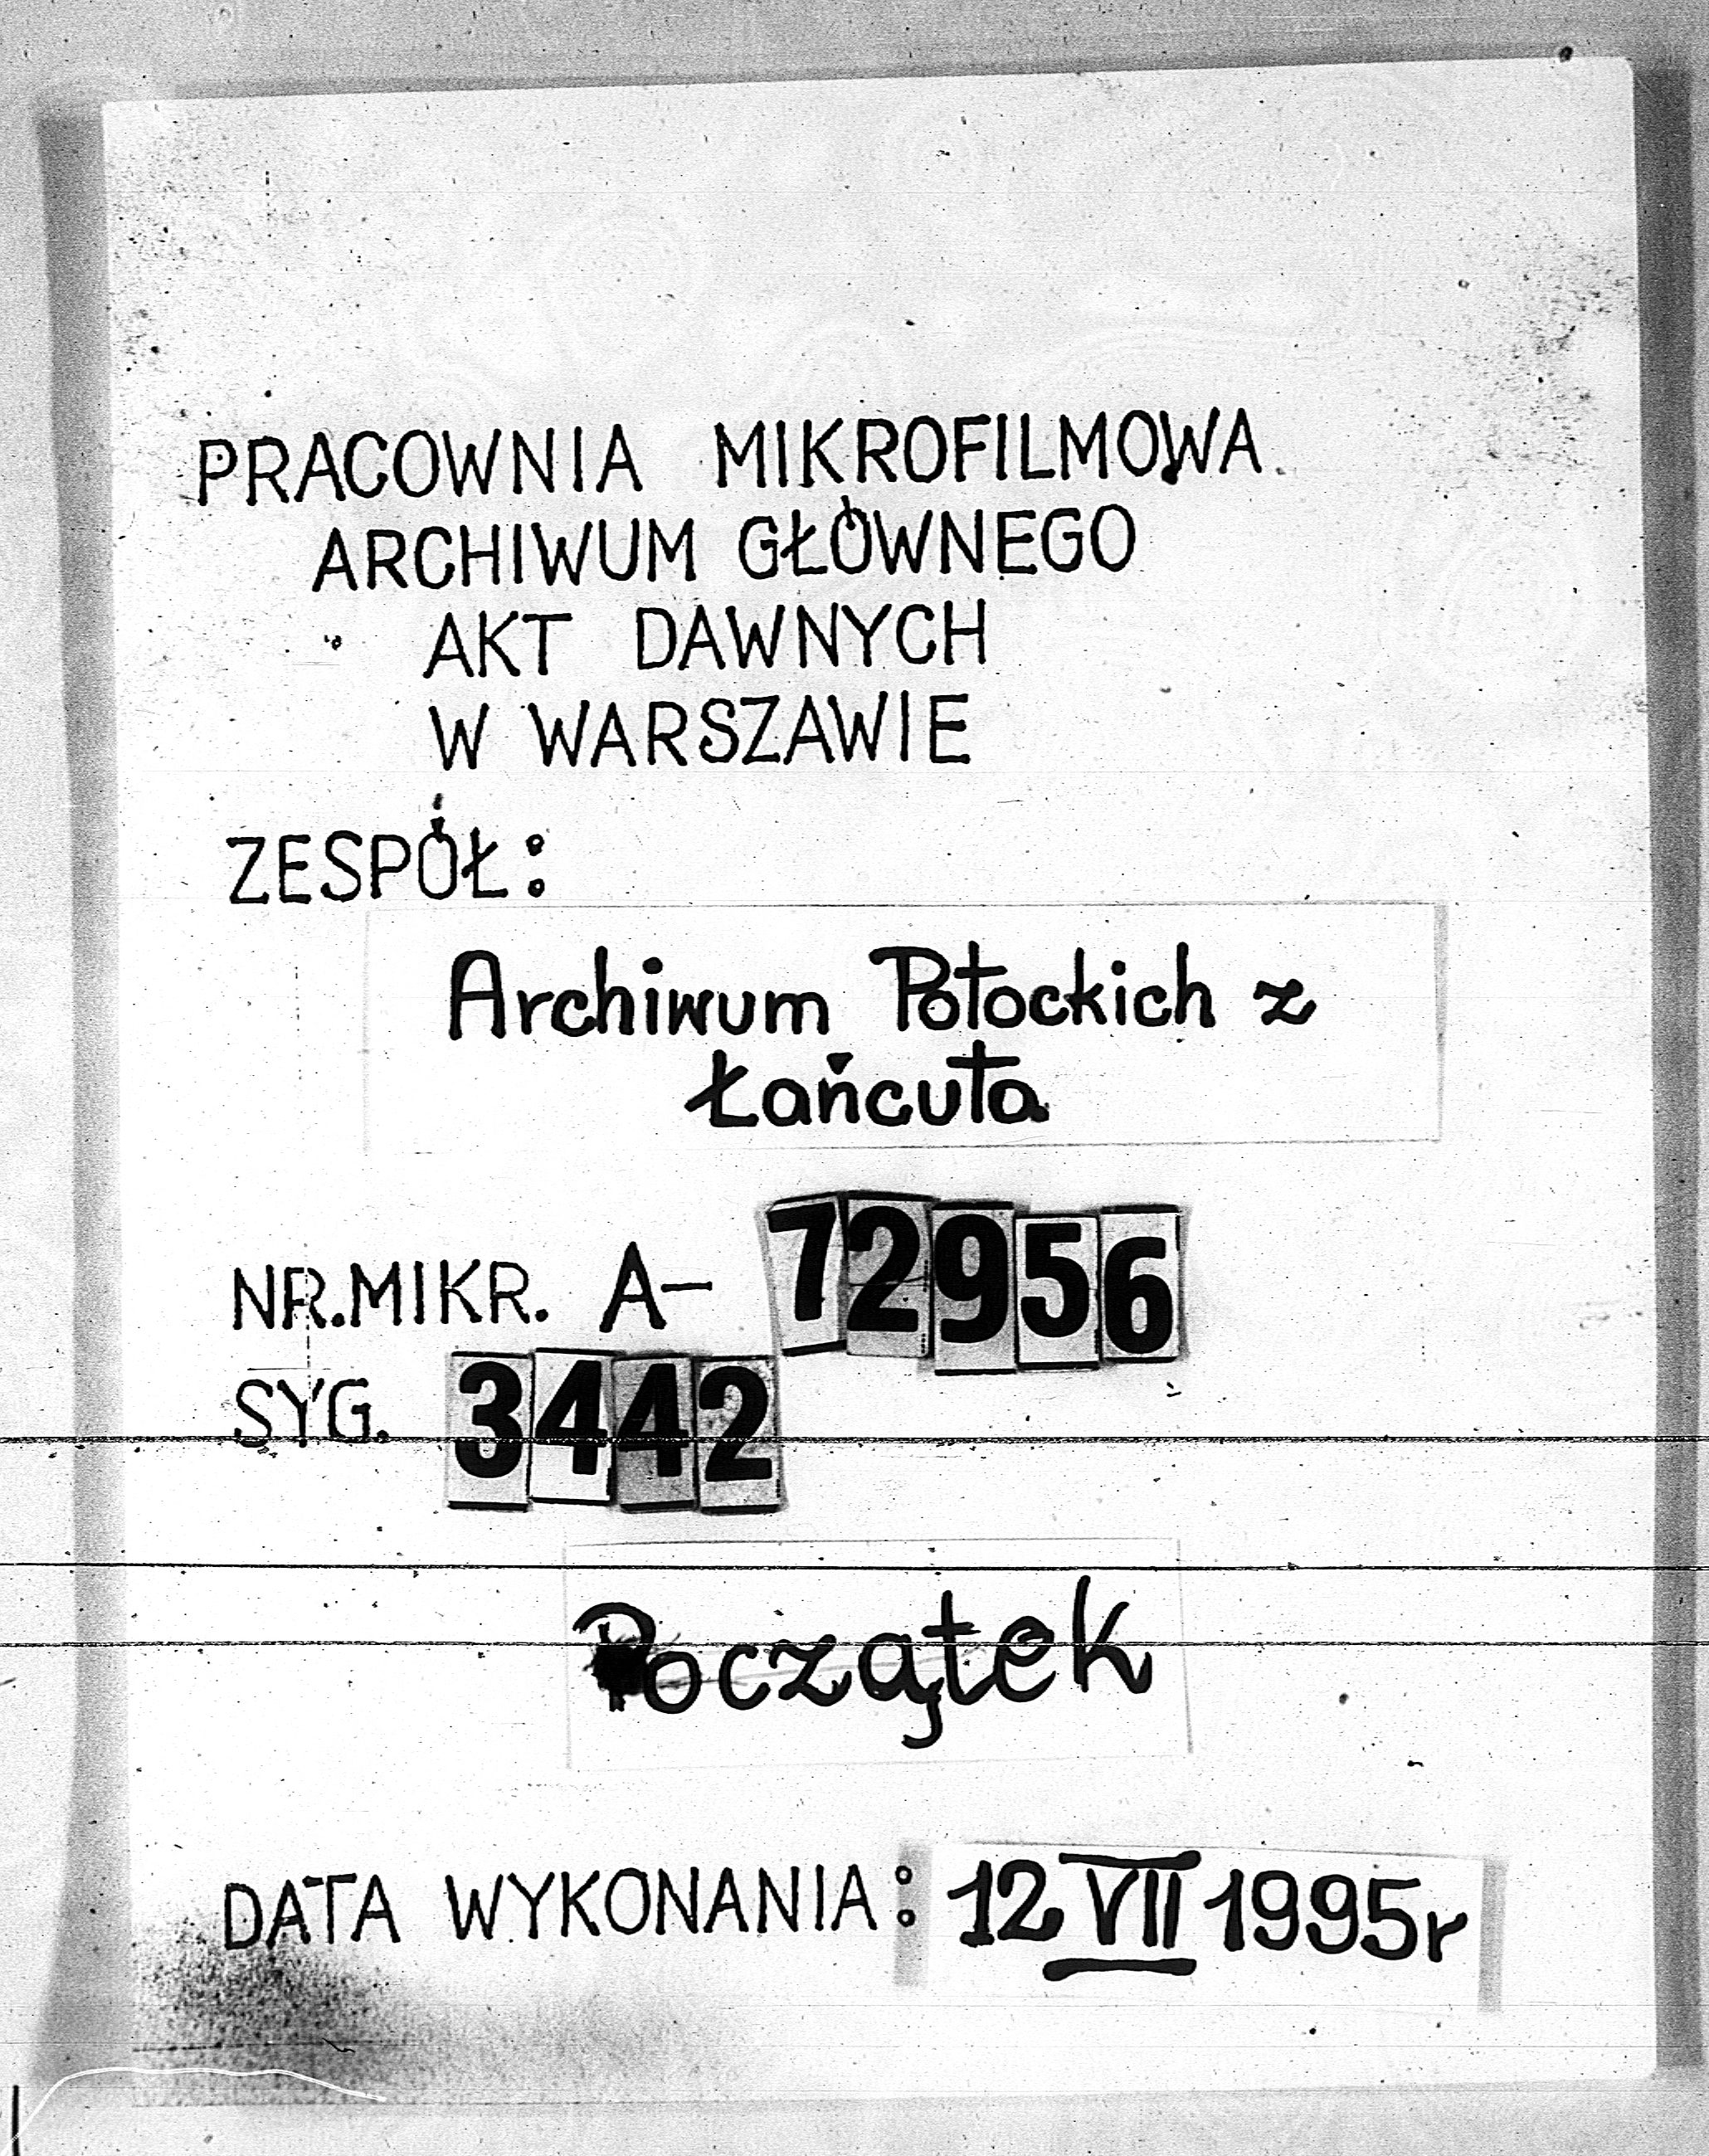 PRACOWNIA MIKROFILMOWA
ARCHIWUM GŁÓWNEGO
AKT DAWNYCH
W WARSZAWIE
ZESPÓŁ:
Archiwum Potockich z
Łańcuta
NR.MIKR. A- 72956
SYG. 3442
Początek
DATA WYKONANIA: 12 VII 1995r